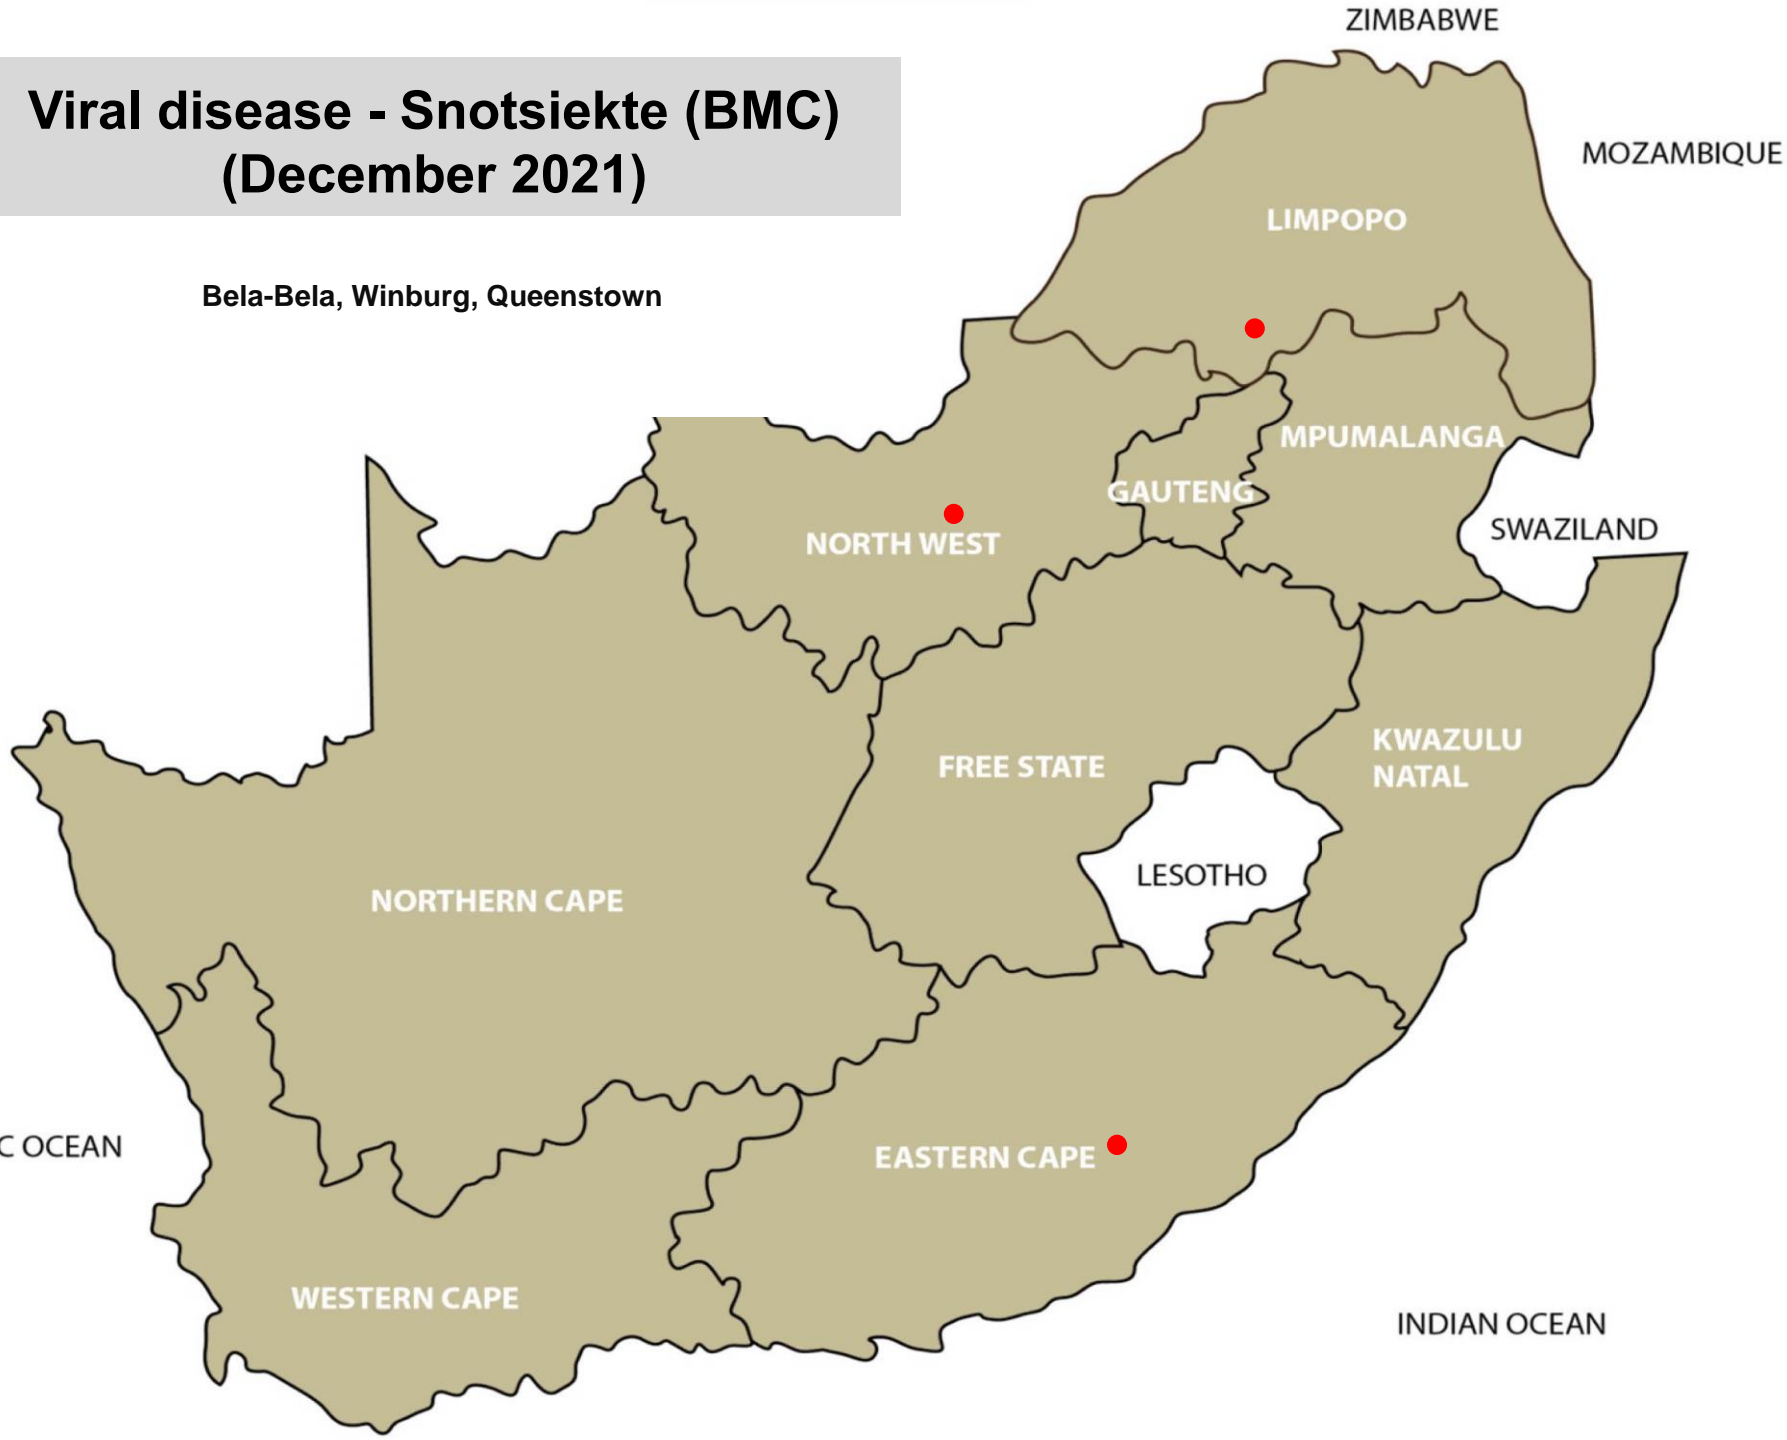 ZIMBABWE
Viral disease - Snotsiekte (BMC)
(December 2021)
MOZAMBIQUE
LIMPOPO
Bela-Bela, Winburg, Queenstown
MPUMALANGA
GAUTENG
SWAZILAND
NORTH WEST
KWAZULU
NATAL
FREE STATE
LESOTHO
NORTHERN CAPE
C OCEAN
EASTERN CAPE
WESTERN CAPE
INDIAN OCEAN